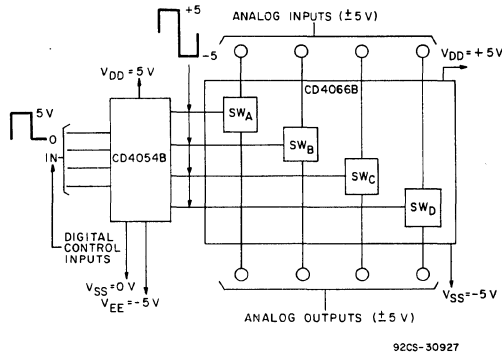 +5
-5
ANALOG INPUTS (±5 V)
VDD = 5 V
VDD = +5 V
CD4066B
5 V
0
IN
CD4054B
SWA
SWB
SWC
SWD
DIGITAL
CONTROL
INPUTS
VSS = 0 V
VEE = -5 V
VSS = -5 V
ANALOG OUTPUTS (±5 V)
92CS-30927